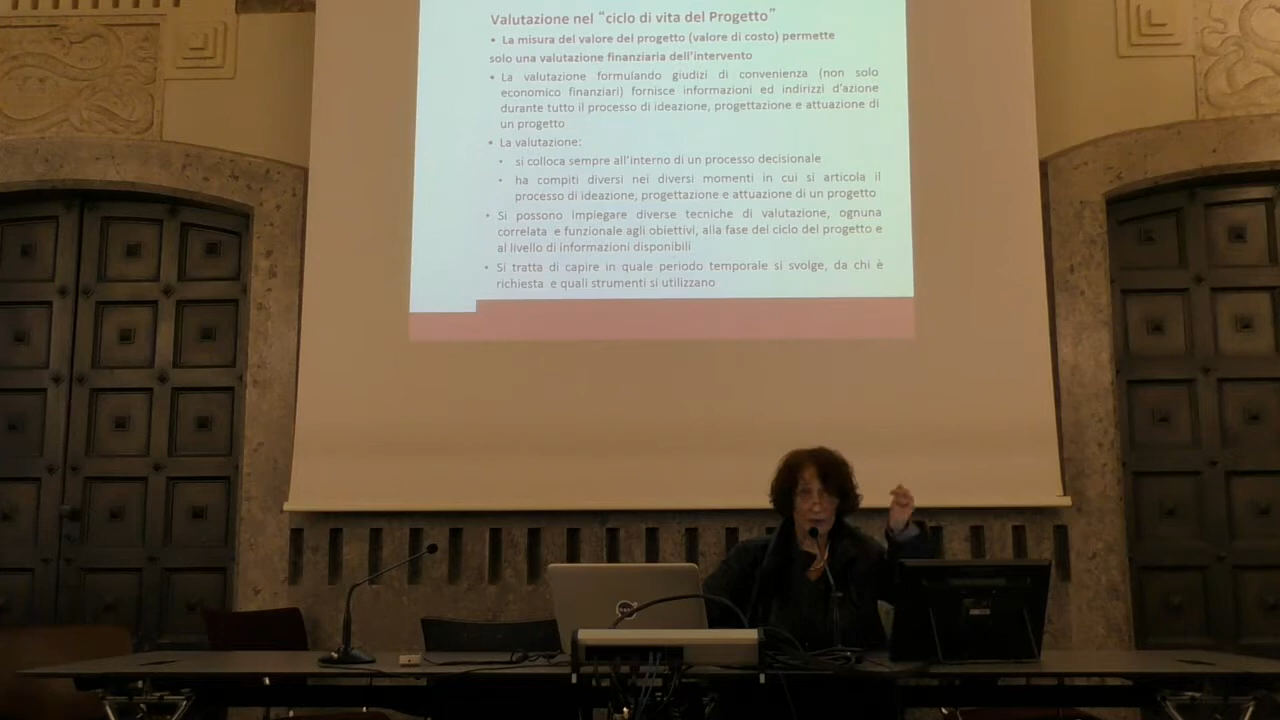 Valutazione nel “ciclo di vita del Progetto”
• La misura del valore del progetto (valore di costo) permette
solo una valutazione finanziaria dell’intervento
• La valutazione formulando giudizi di convenienza (non solo
economico finanziari) fornisce informazioni ed indirizzi d’azione
durante tutto il processo di ideazione, progettazione e attuazione di
un progetto
• La valutazione:
• si colloca sempre all’interno di un processo decisionale
• ha compiti diversi nei diversi momenti in cui si articola il
processo di ideazione, progettazione e attuazione di un progetto
• Si possono impiegare diverse tecniche di valutazione, ognuna
correlata e funzionale agli obiettivi, alla fase del ciclo del progetto e
al livello di informazioni disponibili
• Si tratta di capire in quale periodo temporale si svolge, da chi è
richiesta e quali strumenti si utilizzano